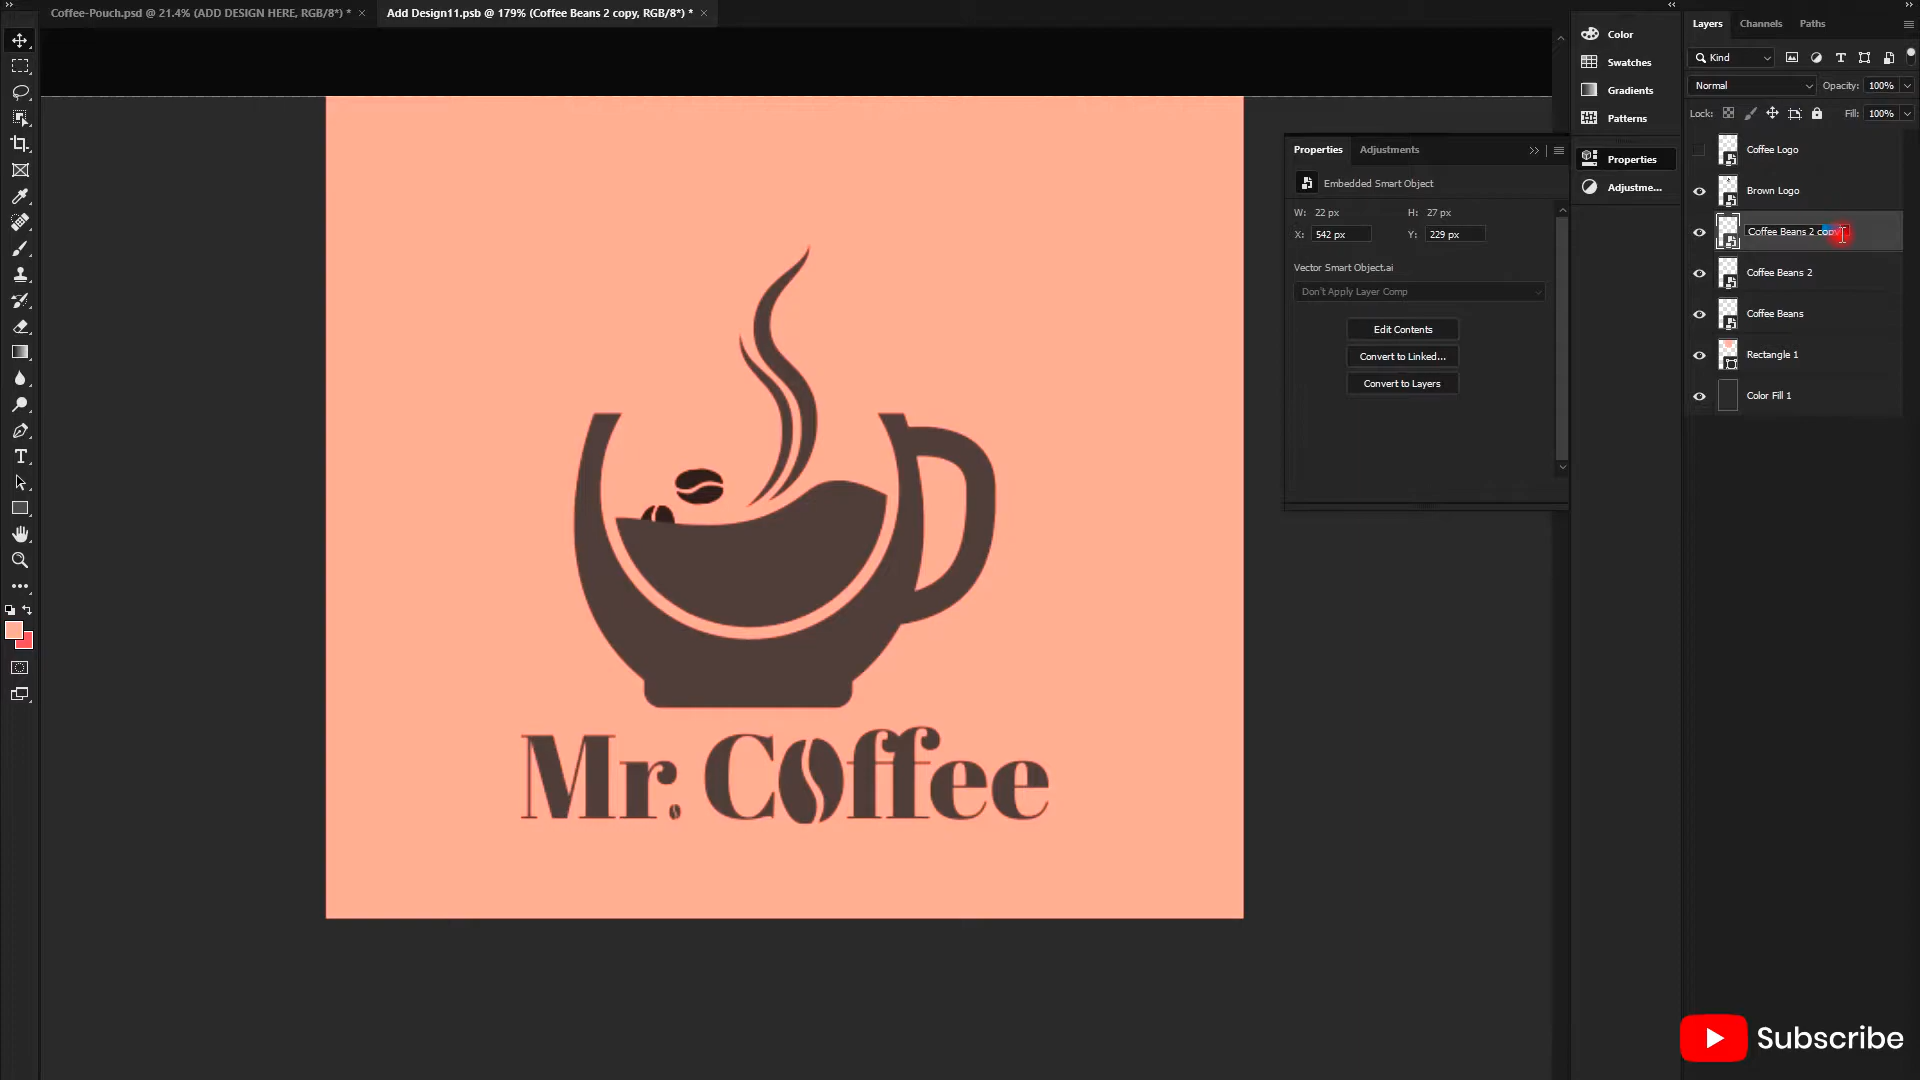 Coffee-Pouch.psd @ 21.4% (ADD DESIGN HERE, RGB/8*) *
Add Design11.psb @ 179% (Coffee Beans 2 copy, RGB/8*) *
Color
Swatches
Gradients
Patterns
Properties
Adjustme...
Layers
Channels
Paths
Kind
Normal
Opacity: 100%
Lock:
Fill: 100%
Coffee Logo
Brown Logo
Coffee Beans 2 copy
Coffee Beans 2
Coffee Beans
Rectangle 1
Color Fill 1
Properties
Adjustments
Embedded Smart Object
W: 22 px
H: 27 px
X: 542 px
Y: 229 px
Vector Smart Object.ai
Don't Apply Layer Comp
Edit Contents
Convert to Linked...
Convert to Layers
Mr. Coffee
Subscribe